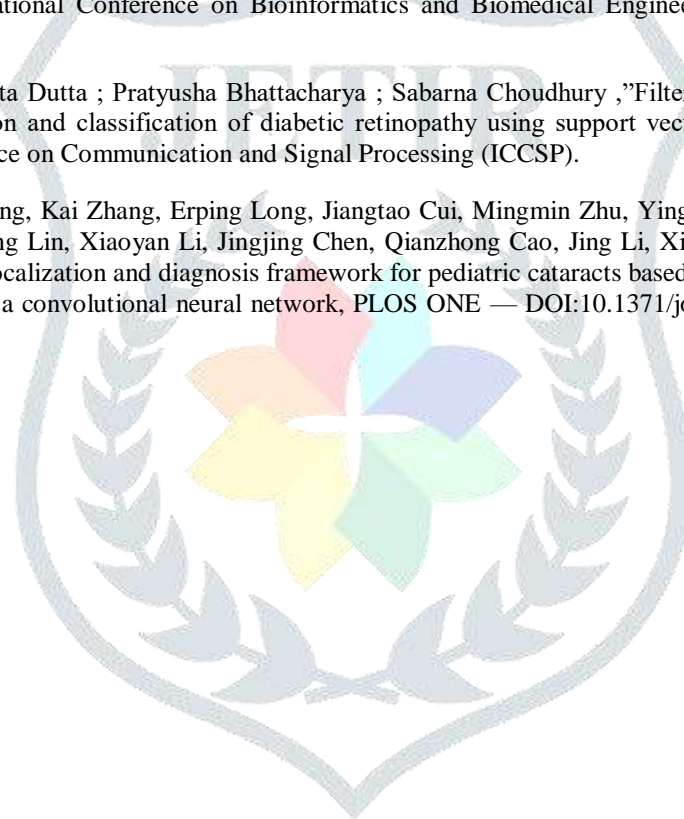 ational Conference on Bioinformatics and Biomedical Enginee
ta Dutta ; Pratyusha Bhattacharya ; Sabarna Choudhury ,”Filter
on and classification of diabetic retinopathy using support vect
ce on Communication and Signal Processing (ICCSP).
ng, Kai Zhang, Erping Long, Jiangtao Cui, Mingmin Zhu, Ying
ng Lin, Xiaoyan Li, Jingjing Chen, Qianzhong Cao, Jing Li, Xi
ocalization and diagnosis framework for pediatric cataracts based
a convolutional neural network, PLOS ONE — DOI:10.1371/jo
JETIR